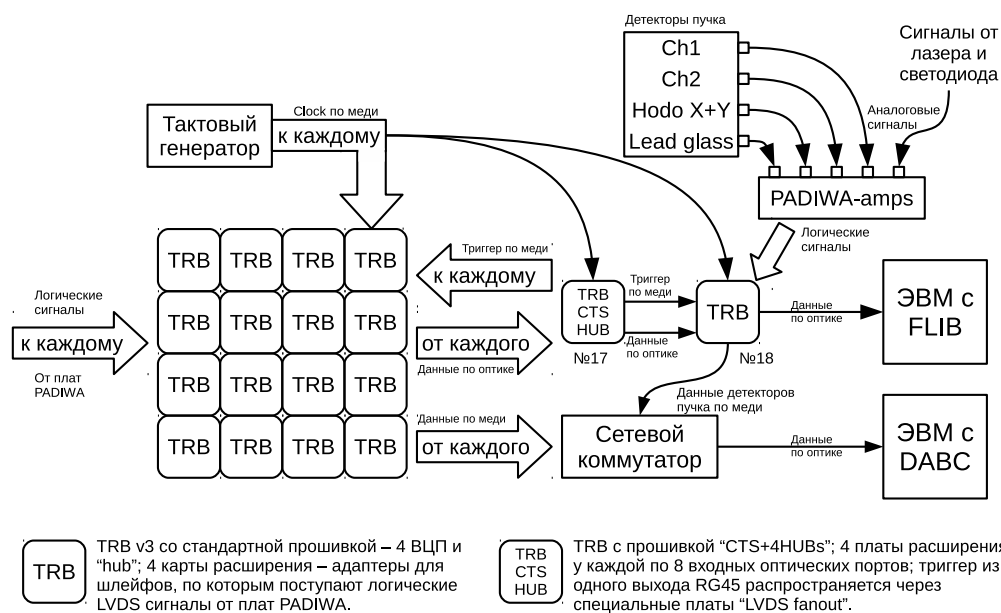 Детекторы пучка
Ch1
Ch2
Hodo X+Y
Lead glass
Сигналы от
лазера и
светодиода
Аналоговые
сигналы
Clock по меди
Тактовый
генератор
к каждому
PADIWA-amps
Логические
сигналы
TRB TRB TRB TRB
TRB TRB TRB TRB
TRB TRB TRB TRB
TRB TRB TRB TRB
Триггер по меди
к каждому
Логические
сигналы
к каждому
От плат
PADIWA
от каждого
Данные по оптике
TRB
CTS
HUB
№17
Триггер
по меди
Данные
по оптике
TRB
№18
Данные
по оптике
ЭВМ с
FLIB
Данные детекторов
пучка по меди
Данные по меди
от каждого
Сетевой
коммутатор
Данные
по оптике
ЭВМ с
DABC
TRB
TRB v3 со стандартной прошивкой – 4 ВЦП и
“hub”; 4 карты расширения – адаптеры для
шлейфов, по которым поступают логические
LVDS сигналы от плат PADIWA.
TRB
CTS
HUB
TRB с прошивкой “CTS+4HUBs”; 4 платы расширения
у каждой по 8 входных оптических портов; триггер из
одного выхода RG45 распространяется через
специальные платы “LVDS fanout”.